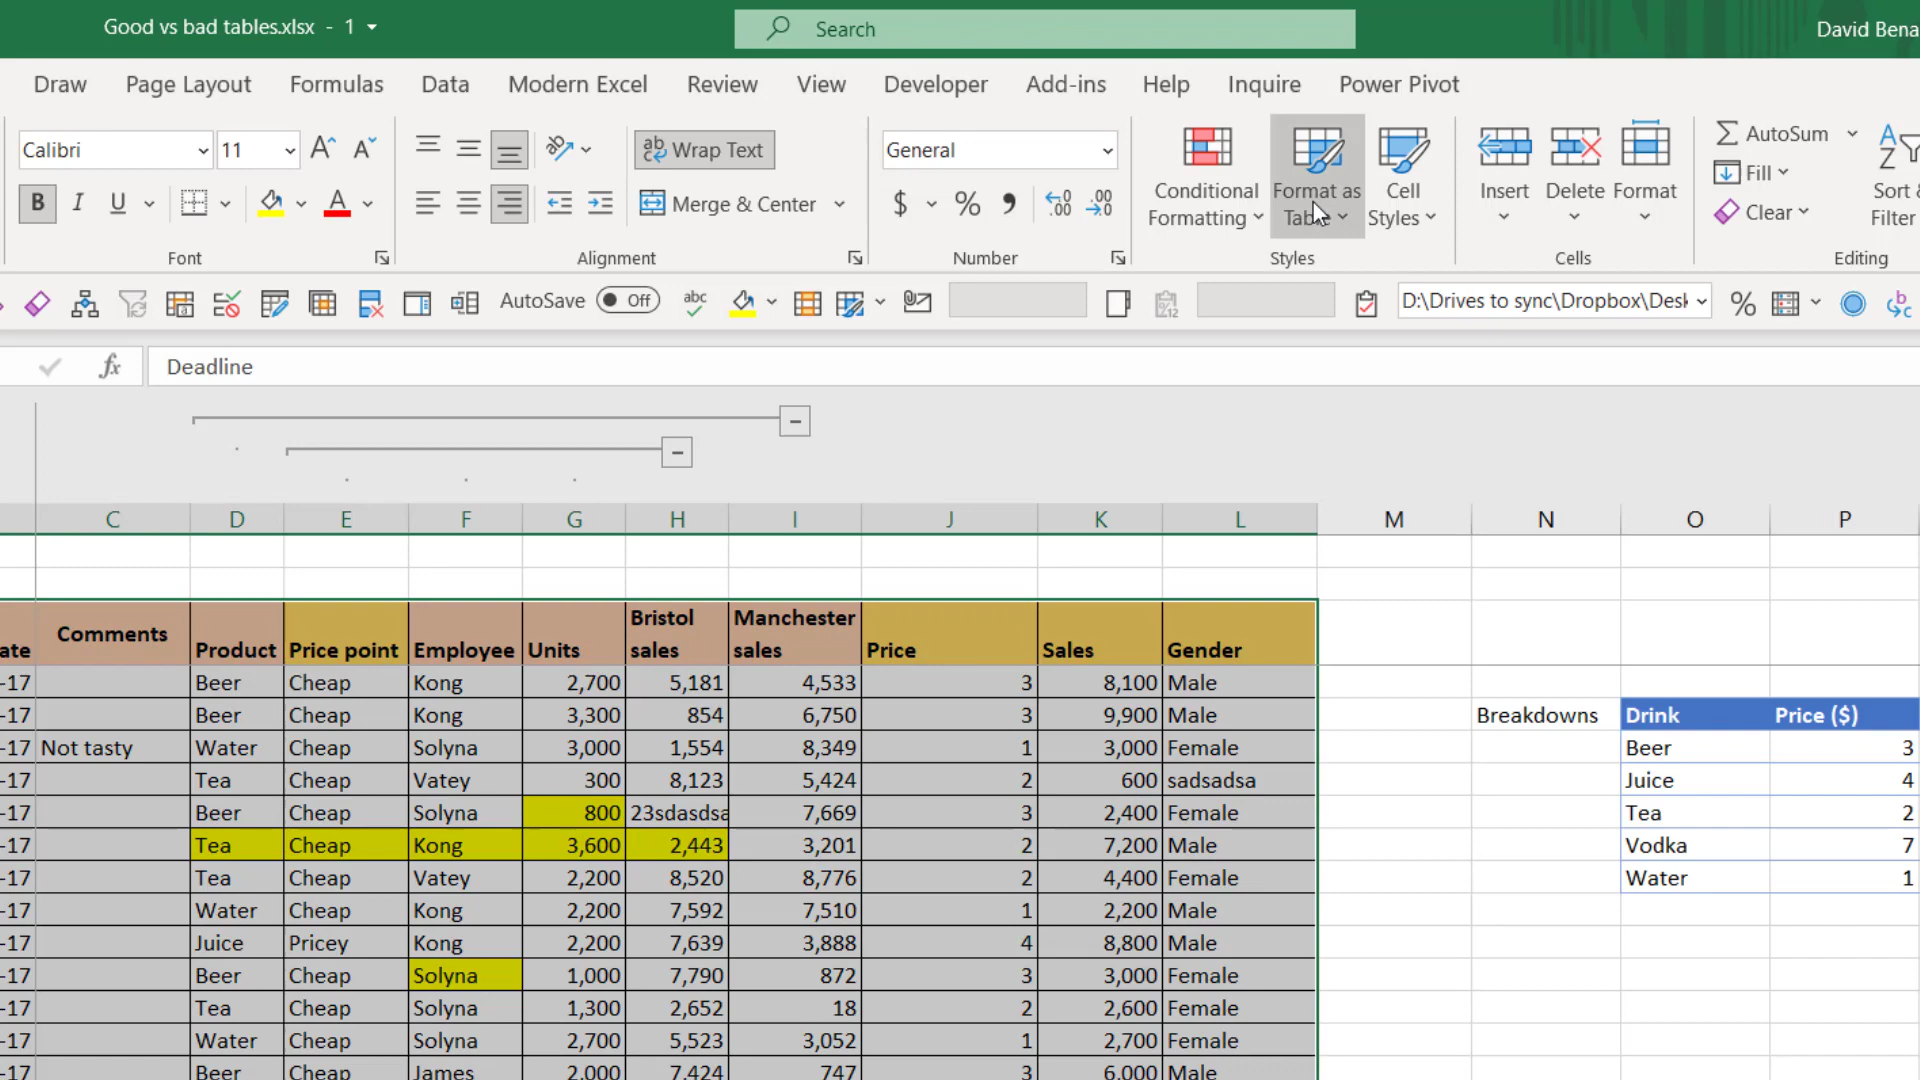 Good vs bad tables.xlsx - 1
Search
David Bena
Draw Page Layout Formulas Data Modern Excel Review View Developer Add-ins Help Inquire Power Pivot
Calibri 11 Wrap Text General
Conditional Formatting
Format as Table
Cell Styles
Insert Delete Format
AutoSum
Fill
Clear
Sort &
Filter
B I U Merge & Center $ % ,
Font Alignment Number Styles Cells Editing
AutoSave Off D:\Drives to sync\Dropbox\Desk
fx Deadline
C D E F G H I J K L M N O P
ate Comments Product Price point Employee Units Bristol sales Manchester sales Price Sales Gender
-17 Beer Cheap Kong 2,700 5,181 4,533 3 8,100 Male
-17 Beer Cheap Kong 3,300 854 6,750 3 9,900 Male Breakdowns Drink Price ($)
-17 Not tasty Water Cheap Solyna 3,000 1,554 8,349 1 3,000 Female Beer 3
-17 Tea Cheap Vatey 300 8,123 5,424 2 600 sadsadsa Juice 4
-17 Beer Cheap Solyna 800 23sdasdsa 7,669 3 2,400 Female Tea 2
-17 Tea Cheap Kong 3,600 2,443 3,201 2 7,200 Male Vodka 7
-17 Tea Cheap Vatey 2,200 8,520 8,776 2 4,400 Female Water 1
-17 Water Cheap Kong 2,200 7,592 7,510 1 2,200 Male
-17 Juice Pricey Kong 2,200 7,639 3,888 4 8,800 Male
-17 Beer Cheap Solyna 1,000 7,790 872 3 3,000 Female
-17 Tea Cheap Solyna 1,300 2,652 18 2 2,600 Female
-17 Water Cheap Solyna 2,700 5,523 3,052 1 2,700 Female
-17 Beer Cheap James 2,000 7,424 747 3 6,000 Male